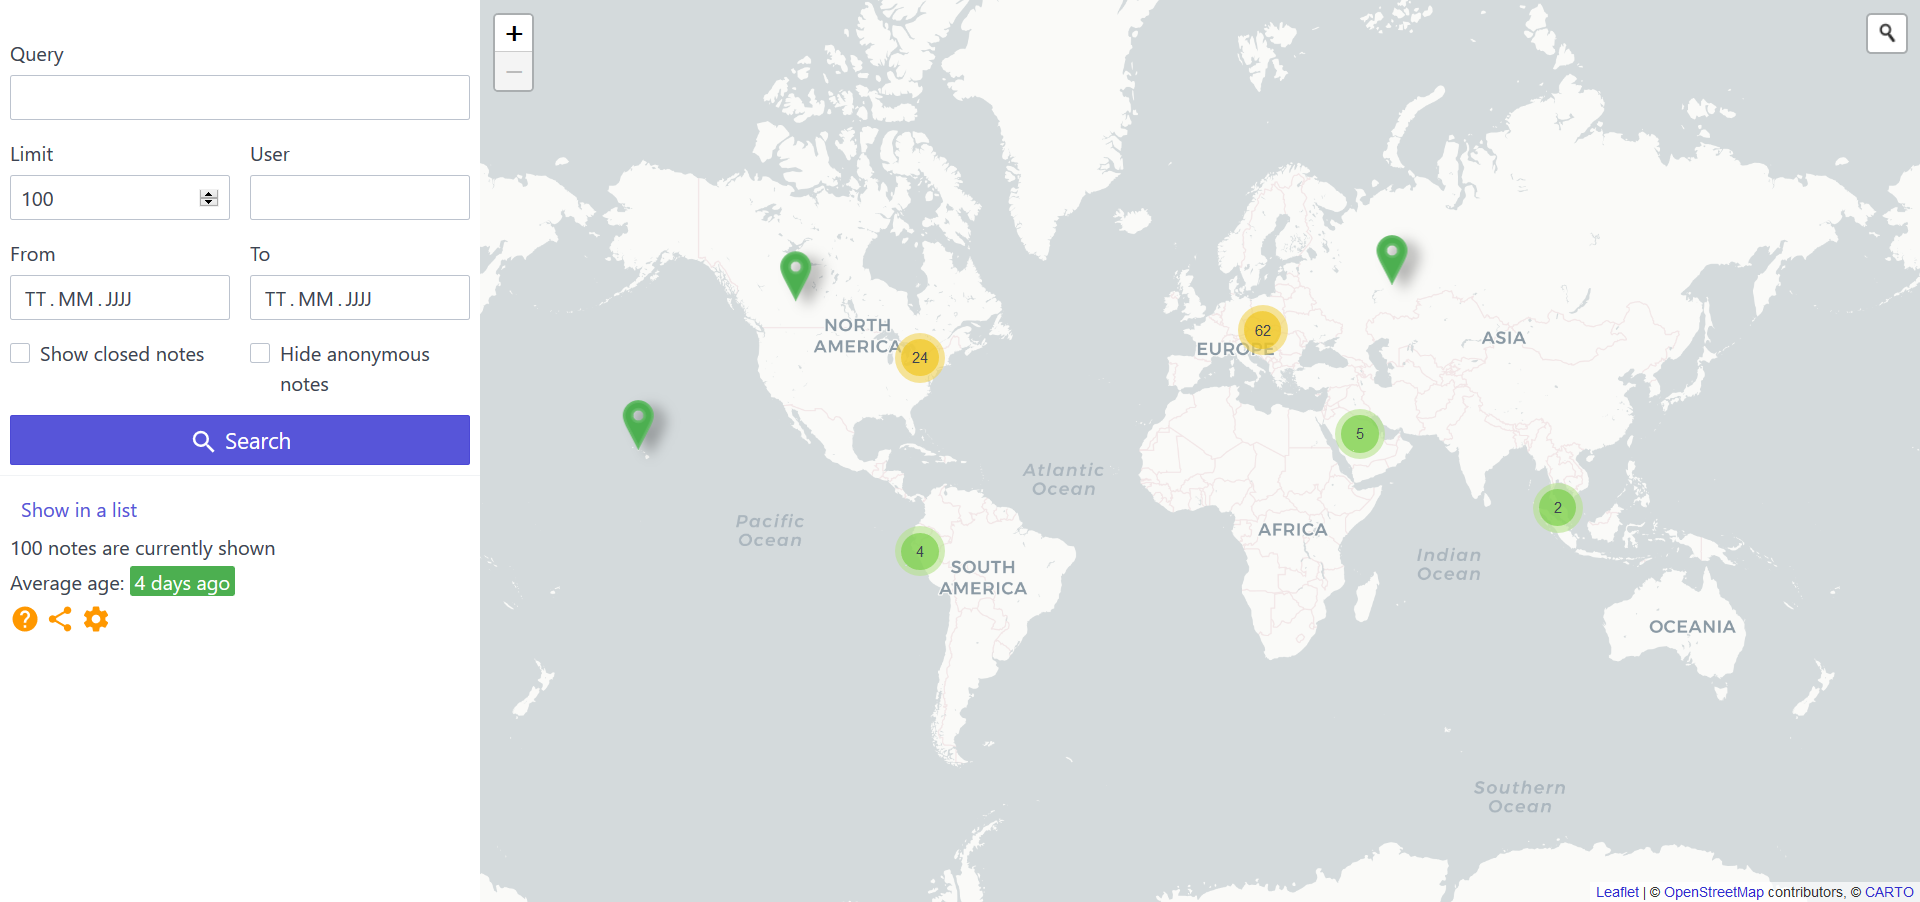 Query
Limit
User
100
From
To
TT . MM . JJJJ
TT . MM . JJJJ
Show closed notes
Hide anonymous
notes
Search
Show in a list
100 notes are currently shown
Average age: 4 days ago
+
−
NORTH
AMERICA
24
62
EUROPE
ASIA
5
Atlantic
Ocean
2
Pacific
Ocean
AFRICA
4
SOUTH
AMERICA
Indian
Ocean
OCEANIA
Southern
Ocean
Leaflet | © OpenStreetMap contributors, © CARTO